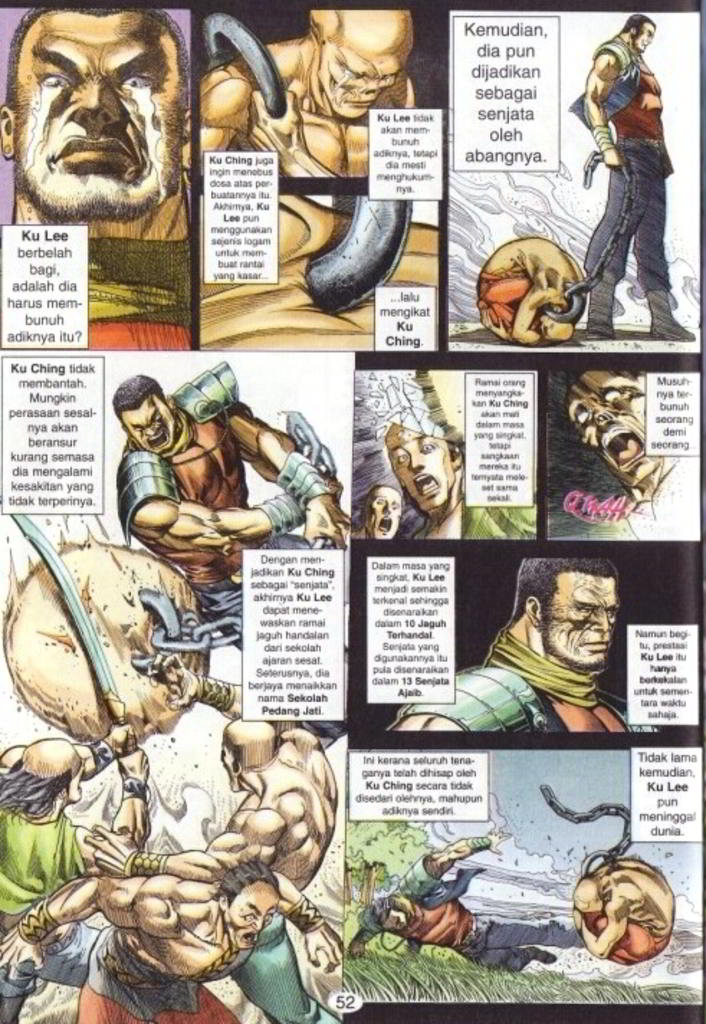 Ku Lee
berbelah
bagi,
adalah dia
harus mem-
bunuh
adiknya itu?
Ku Ching juga
ingin menebus
dosa atas per-
buatannya itu.
Akhirnya, Ku
Lee pun
menggunakan
sejenis logam
untuk mem-
buat rantai
yang kasar...
Ku Lee tidak
akan mem-
bunuh
adiknya, tetapi
dia mesti
menghukum-
nya.
...lalu
mengikat
Ku
Ching.
Kemudian,
dia pun
dijadikan
sebagai
senjata
oleh
abangnya.
Ku Ching tidak
membantah.
Mungkin
perasaan sesal-
nya akan
beransur
kurang semasa
dia mengalami
kesakitan yang
tidak terperinya.
Dengan men-
jadikan Ku Ching
sebagai "senjata",
akhirnya Ku Lee
dapat mene-
waskan ramai
jaguh handalan
dari sekolah
ajaran sesat.
Seterusnya, dia
berjaya menaikkan
nama Sekolah
Pedang Jati.
Ramai orang
menyangka-
kan Ku Ching
akan mati
dalam masa
yang singkat,
tetapi
sangkaan
mereka itu
ternyata mele-
set sama
sekali.
Musuh-
nya ter-
bunuh
seorang
demi
seorang...
Dalam masa yang
singkat, Ku Lee
menjadi semakin
terkenal sehingga
disenaraikan
dalam 10 Jaguh
Terhandal.
Senjata yang
digunakannya itu
pula disenaraikan
dalam 13 Senjata
Ajaib.
Namun begi-
tu, prestasi
Ku Lee itu
hanya
berkekalan
untuk semen-
tara waktu
sahaja.
Ini kerana seluruh tena-
ganya telah dihisap oleh
Ku Ching secara tidak
disedari olehnya, mahupun
adiknya sendiri.
Tidak lama
kemudian,
Ku Lee
pun
meninggal
dunia.
52